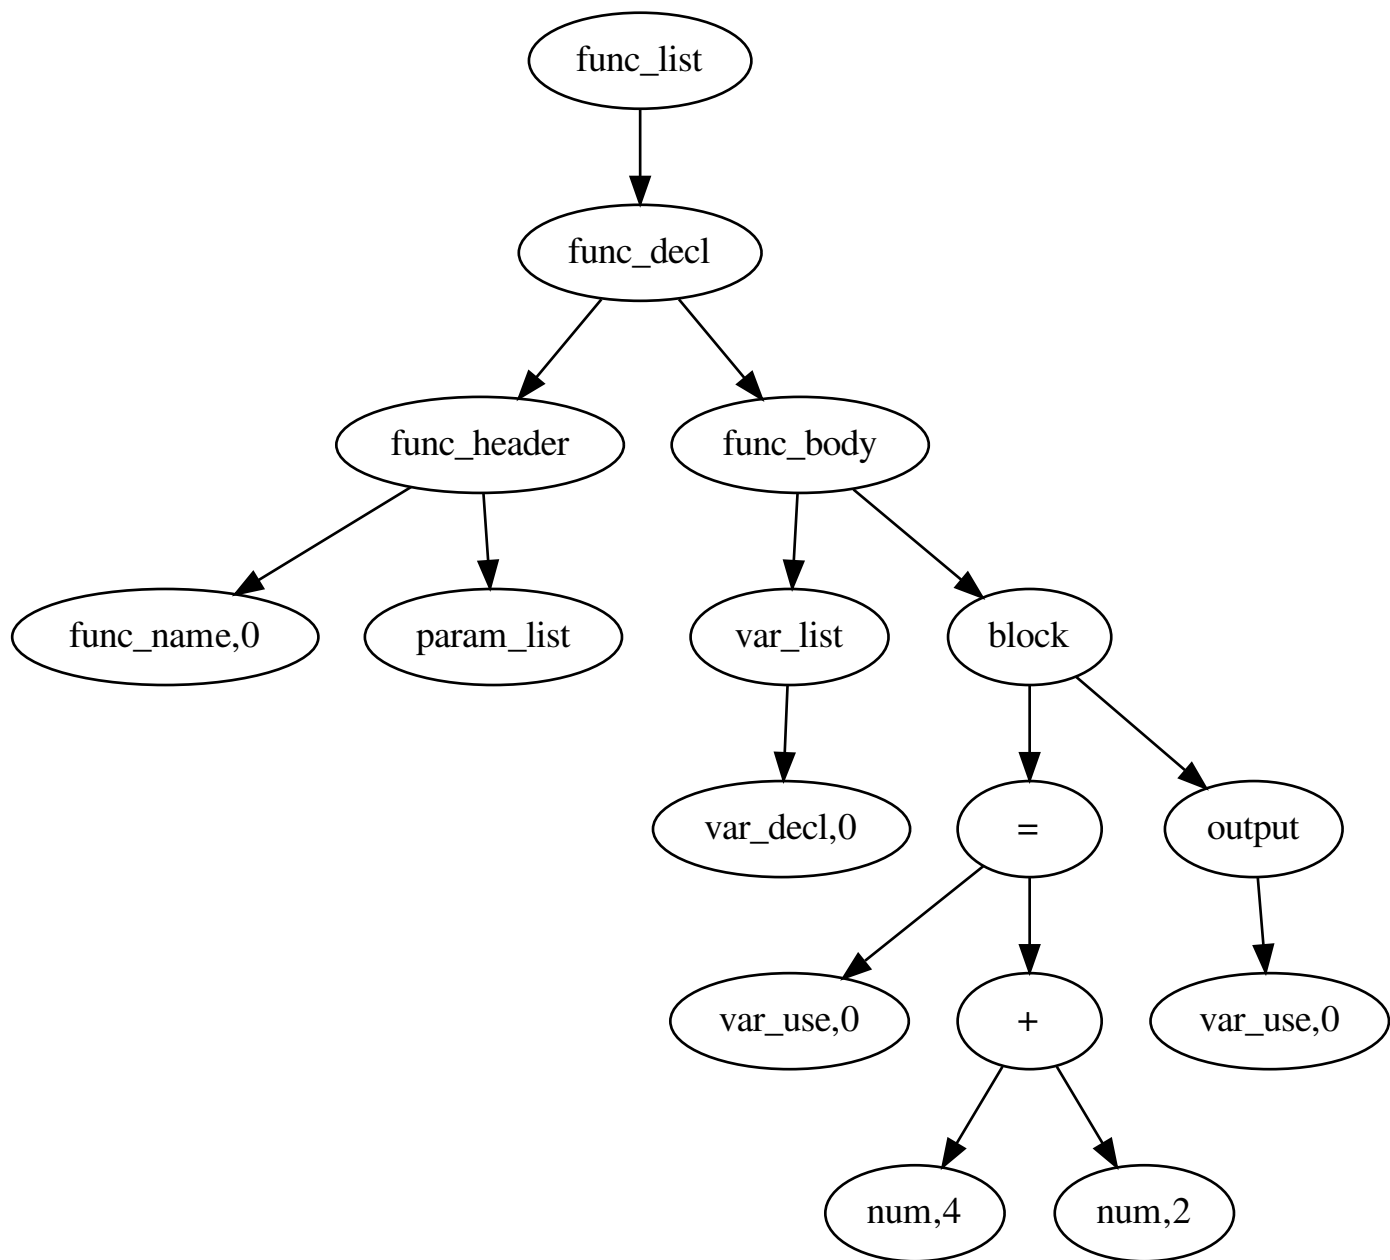 func_list
func_decl
func_header
func_body
func_name,0
param_list
var_list
block
var_decl,0
=
output
var_use,0
+
var_use,0
num,4
num,2